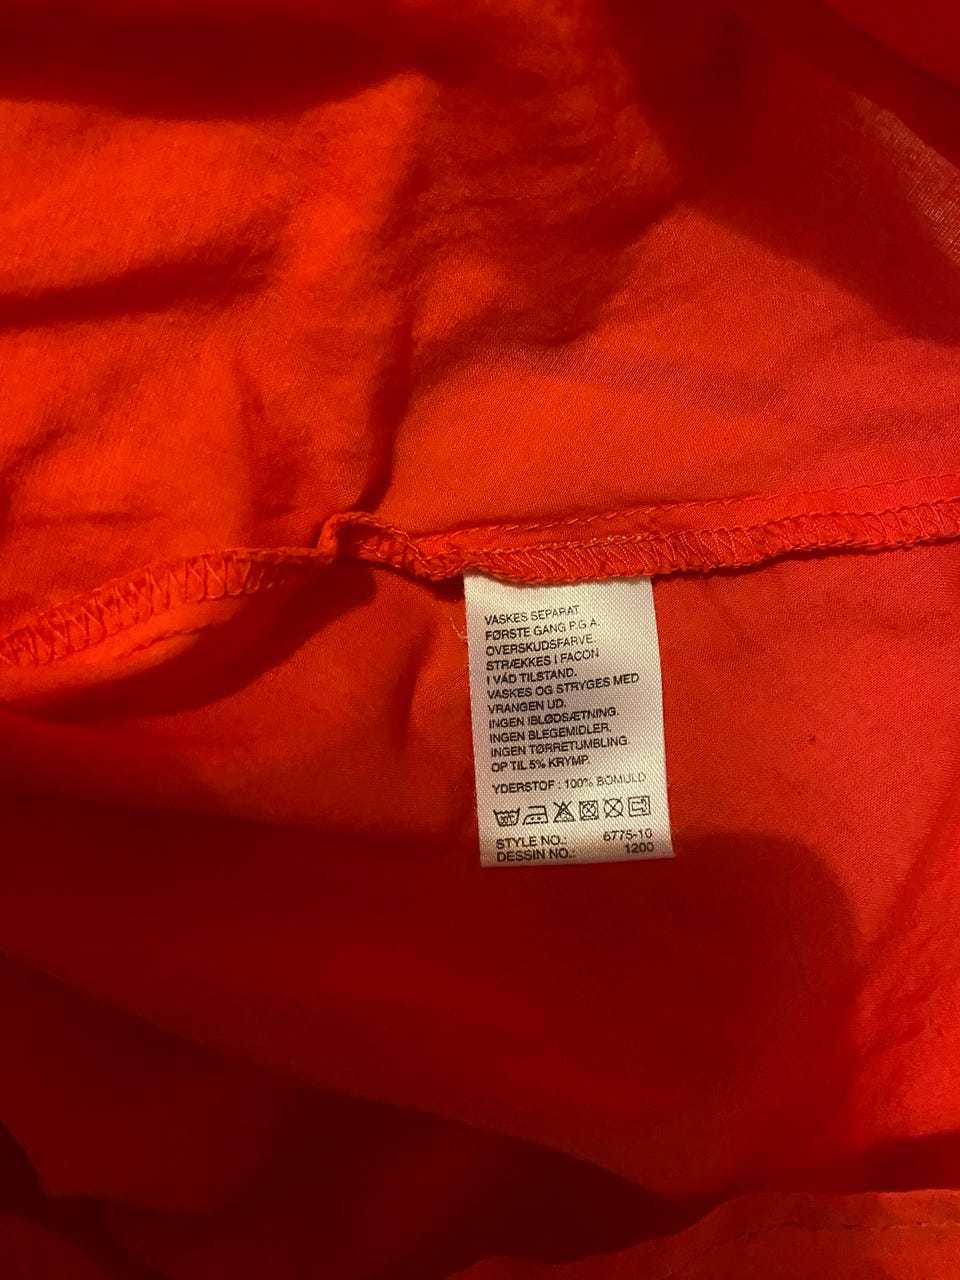 VASKES SEPARAT
FØRSTE GANG P.G.A.
OVERSKUDSFARVE.
STRÆKKES I FACON
I VÅD TILSTAND.
VASKES OG STRYGES MED
VRANGEN UD.
INGEN IBLØDSÆTNING.
INGEN BLEGEMIDLER.
INGEN TØRRETUMBLING
OP TIL 5% KRYMP.
YDERSTOF : 100% BOMULD
STYLE NO.: 6775-10
DESSIN NO.: 1200